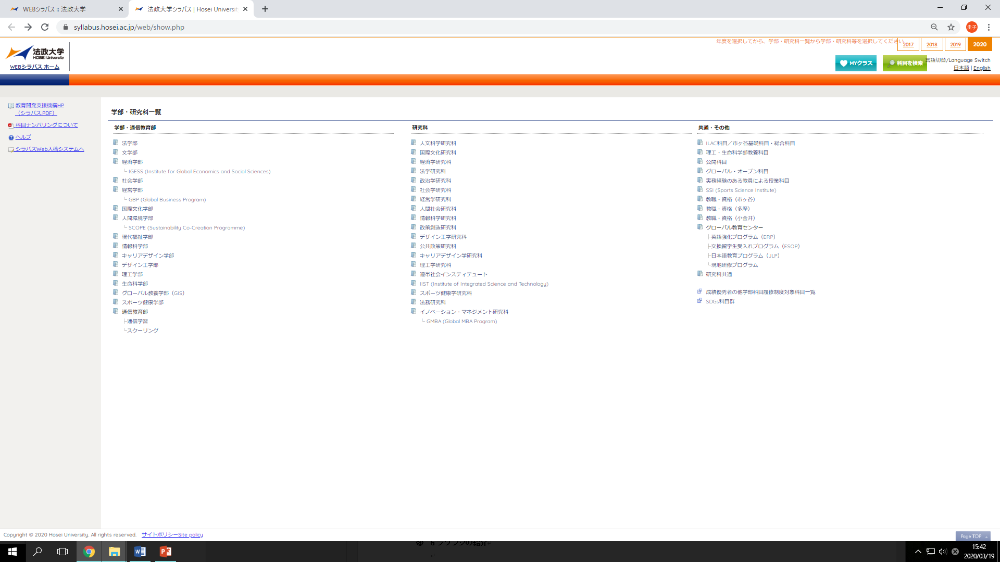 WEBシラバス :: 法政大学
法政大学シラバス | Hosei Universit
syllabus.hosei.ac.jp/web/show.php
圭子
年度を選択してから、学部・研究科一覧から学部・研究科等を選択してください
2017
2018
2019
2020
法政大学
HOSEI University
WEBシラバス ホーム
MYクラス
科目を検索
言語切替/Language Switch
日本語 | English
教育開発支援機構HP
（シラバス.PDF）
科目ナンバリングについて
ヘルプ
シラバスWeb入稿システムへ
学部・研究科一覧
学部・通信教育部
法学部
文学部
経済学部
└ IGESS (Institute for Global Economics and Social Sciences)
社会学部
経営学部
└ GBP (Global Business Program)
国際文化学部
人間環境学部
└ SCOPE (Sustainability Co-Creation Programme)
現代福祉学部
情報科学部
キャリアデザイン学部
デザイン工学部
理工学部
生命科学部
グローバル教養学部（GIS）
スポーツ健康学部
通信教育部
├通信学習
└スクーリング
研究科
人文科学研究科
国際文化研究科
経済学研究科
法学研究科
政治学研究科
社会学研究科
経営学研究科
人間社会研究科
情報科学研究科
政策創造研究科
デザイン工学研究科
公共政策研究科
キャリアデザイン学研究科
理工学研究科
連帯社会インスティテュート
IIST (Institute of Integrated Science and Technology)
スポーツ健康学研究科
法務研究科
イノベーション・マネジメント研究科
└ GMBA (Global MBA Program)
共通・その他
ILAC科目／市ヶ谷基礎科目・総合科目
理工・生命科学部教養科目
公開科目
グローバル・オープン科目
実務経験のある教員による授業科目
SSI (Sports Science Institute)
教職・資格（市ヶ谷）
教職・資格（多摩）
教職・資格（小金井）
グローバル教育センター
├英語強化プログラム（ERP）
├交換留学生受入れプログラム（ESOP）
├日本語教育プログラム（JLP）
└現地研修プログラム
研究科共通
成績優秀者の他学部科目履修制度対象科目一覧
SDGs科目群
Copyright © 2020 Hosei University. All rights reserved.
サイトポリシーSite policy
Page TOP
15:42
2020/03/19